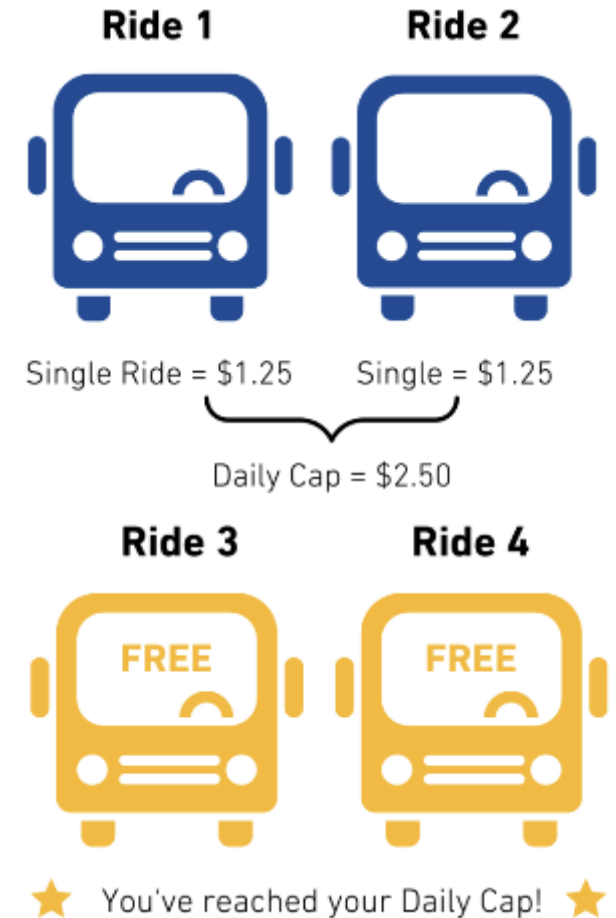 Ride 1 Ride 2
Single Ride = $1.25 Single = $1.25
Daily Cap = $2.50
Ride 3 Ride 4
FREE FREE
You've reached your Daily Cap!